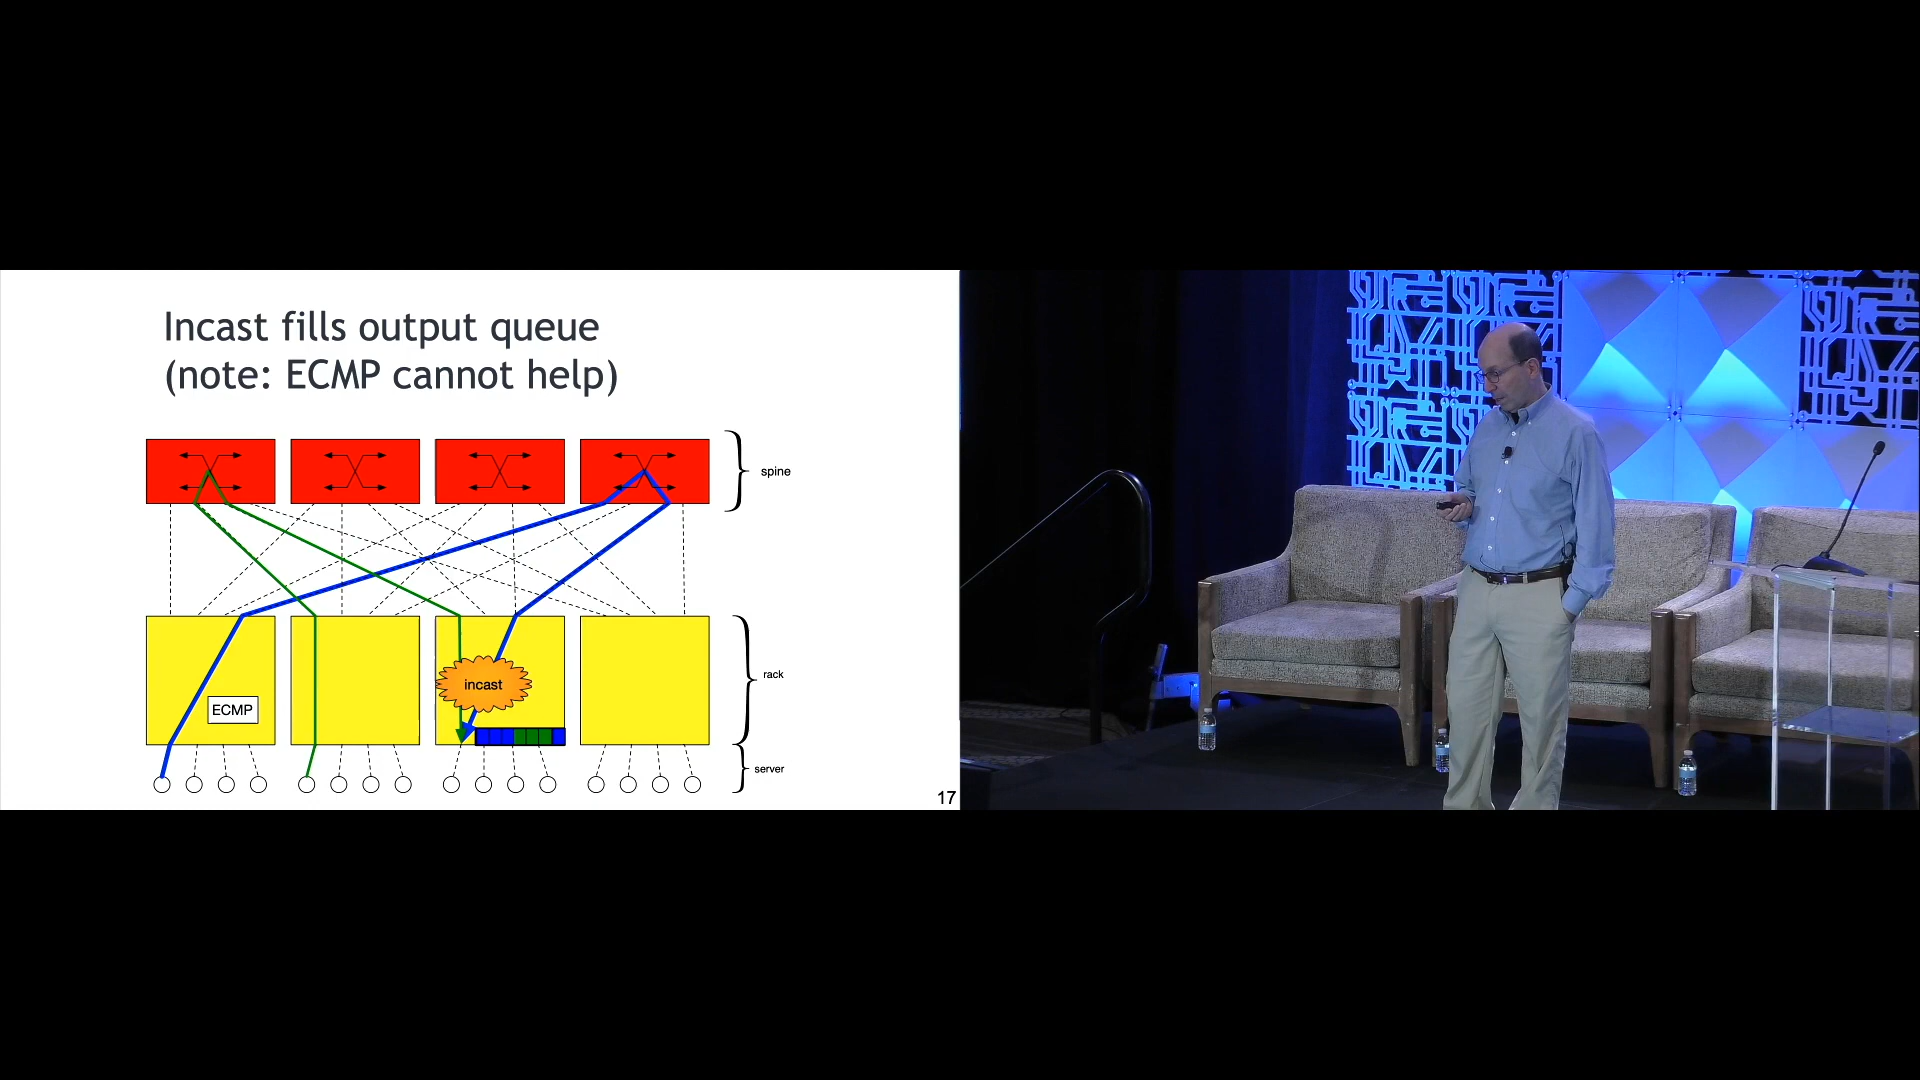 Incast fills output queue
(note: ECMP cannot help)
spine
incast
rack
ECMP
server
17